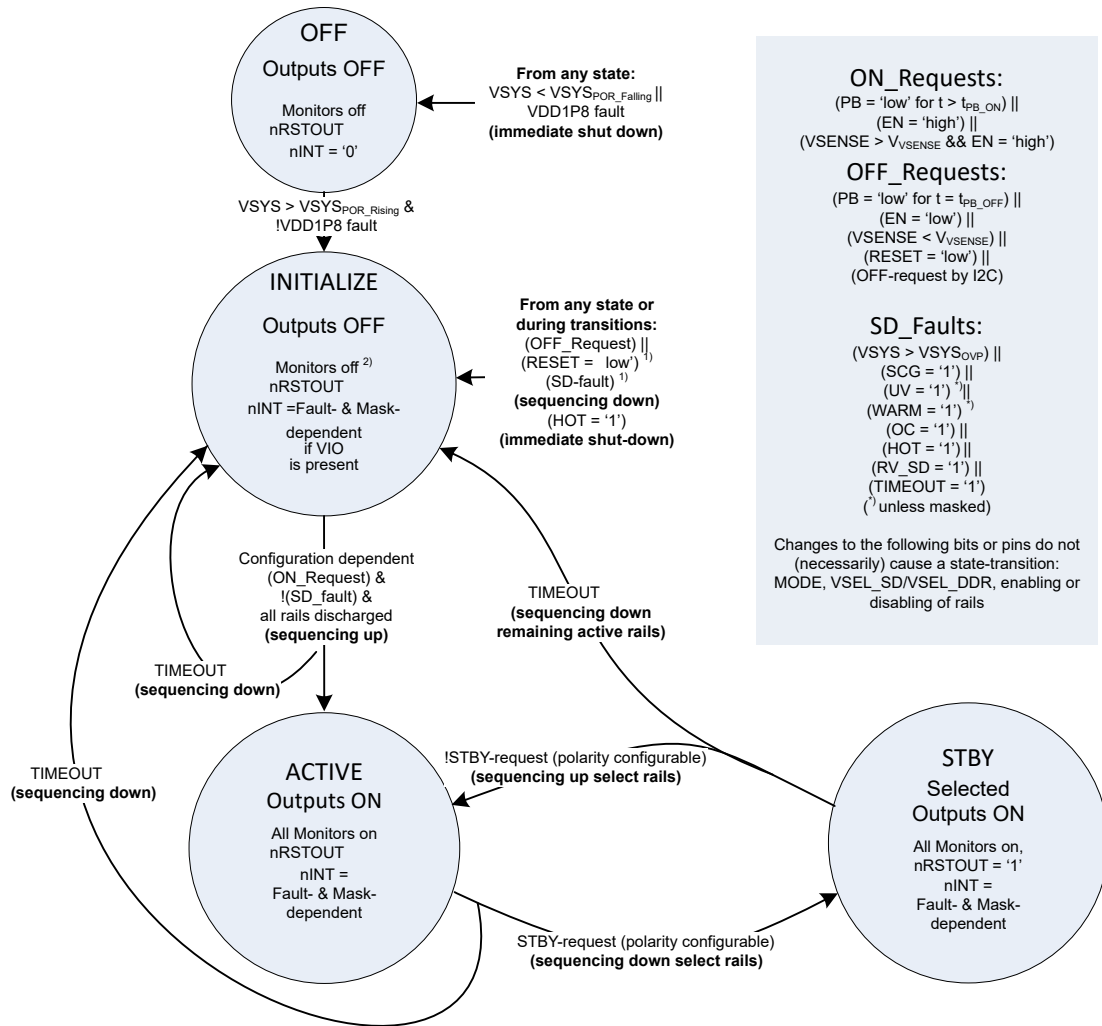 OFF
Outputs OFF
Monitors off
nRSTOUT
nINT = ‘0’
From any state:
VSYS < VSYSPOR_Falling ||
VDD1P8 fault
(immediate shut down)
VSYS > VSYSPOR_Rising &
!VDD1P8 fault
INITIALIZE
Outputs OFF
Monitors off 2)
nRSTOUT
nINT =Fault- & Mask-
dependent
if VIO
is present
From any state or
during transitions:
(OFF_Request) ||
(RESET = low’) 1)
(SD-fault) 1)
(sequencing down)
(HOT = ‘1’)
(immediate shut-down)
Configuration dependent
(ON_Request) &
!(SD_fault) &
all rails discharged
(sequencing up)
TIMEOUT
(sequencing down)
TIMEOUT
(sequencing down
remaining active rails)
TIMEOUT
(sequencing down)
ACTIVE
Outputs ON
All Monitors on
nRSTOUT
nINT =
Fault- & Mask-
dependent
!STBY-request (polarity configurable)
(sequencing up select rails)
STBY-request (polarity configurable)
(sequencing down select rails)
STBY
Selected
Outputs ON
All Monitors on,
nRSTOUT = ‘1’
nINT =
Fault- & Mask-
dependent
ON_Requests:
(PB = ‘low’ for t > tPB_ON) ||
(EN = ‘high’) ||
(VSENSE > VVSENSE && EN = ‘high’)
OFF_Requests:
(PB = ‘low’ for t = tPB_OFF) ||
(EN = ‘low’) ||
(VSENSE < VVSENSE) ||
(RESET = ‘low’) ||
(OFF-request by I2C)
SD_Faults:
(VSYS > VSYSOVP) ||
(SCG = ‘1’) ||
(UV = ‘1’) *)||
(WARM = ‘1’) *)
(OC = ‘1’) ||
(HOT = ‘1’) ||
(RV_SD = ‘1’) ||
(TIMEOUT = ‘1’)
(*) unless masked)
Changes to the following bits or pins do not
(necessarily) cause a state-transition:
MODE, VSEL_SD/VSEL_DDR, enabling or
disabling of rails